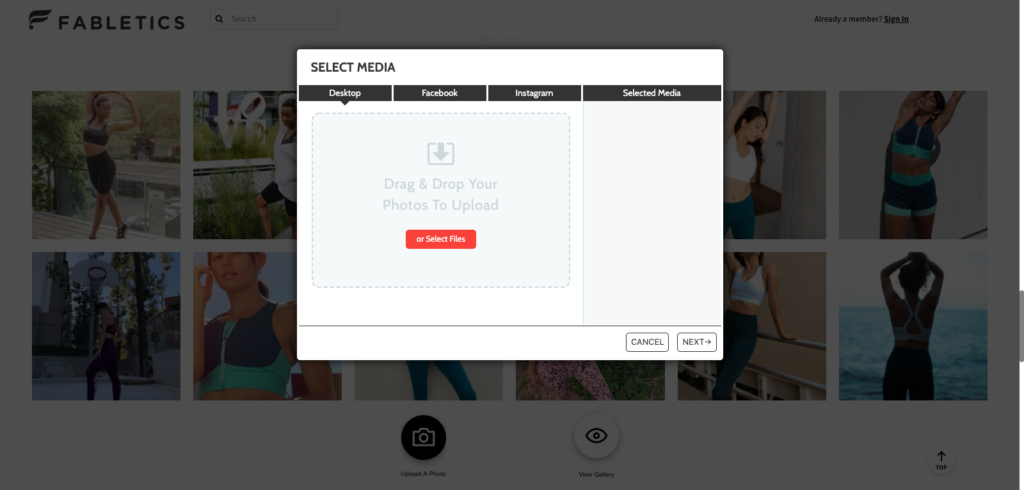 FABLETICS
Search
Already a member? Sign In
SELECT MEDIA
Desktop
Facebook
Instagram
Selected Media
Drag & Drop Your
Photos To Upload
or Select Files
CANCEL
NEXT→
Upload A Photo
View Gallery
TOP